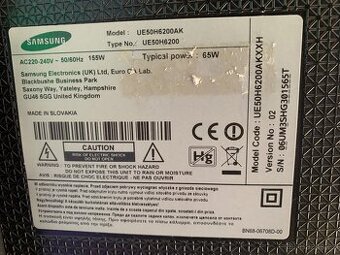 SAMSUNG
Model : UE50H6200AK
Type No : UE50H6200
AC220-240V ~ 50/60Hz 155W Typical power : 65W
Samsung Electronics (UK) Ltd, Euro QA Lab.
Blackbushe Business Park
Saxony Way, Yateley, Hampshire
GU46 6GG United Kingdom
MADE IN SLOVAKIA
CAUTION
RISK OF ELECTRIC SHOCK
DO NOT OPEN
Hg
WARNING : TO PREVENT FIRE OR SHOCK HAZARD
DO NOT EXPOSE TO RAIN OR MOISTURE.
BN68-06708D-00
Model Code : UE50H6200AKXXH
Version No : 02
S/N : 06UM3SHG301565T